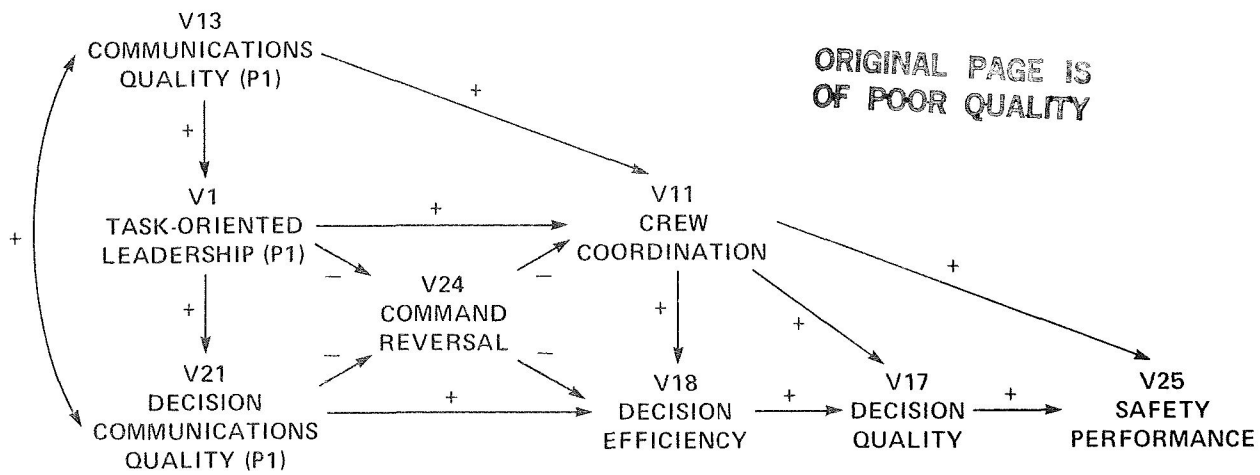 V13
COMMUNICATIONS
QUALITY (P1)
ORIGINAL PAGE IS
OF POOR QUALITY
+
+
V1
TASK-ORIENTED
LEADERSHIP (P1)
+
V11
CREW
COORDINATION
+
–
–
+
V24
COMMAND
REVERSAL
+
+
+
–
–
V21
DECISION
COMMUNICATIONS
QUALITY (P1)
+
V18
DECISION
EFFICIENCY
+
V17
DECISION
QUALITY
+
V25
SAFETY
PERFORMANCE